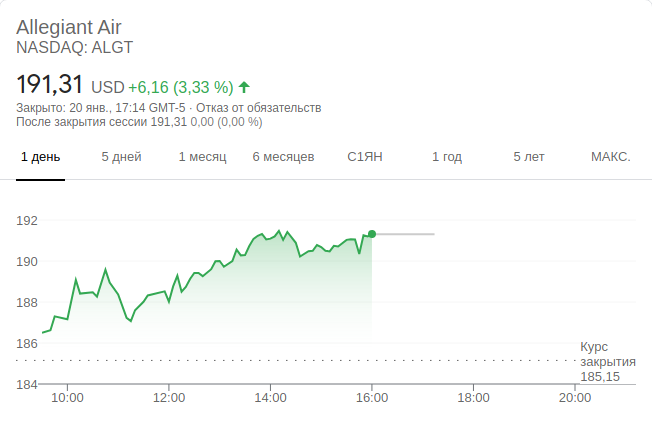 Allegiant Air
NASDAQ: ALGT
191,31 USD +6,16 (3,33 %)
Закрыто: 20 янв., 17:14 GMT-5 · Отказ от обязательств
После закрытия сессии 191,31 0,00 (0,00 %)
1 день 5 дней 1 месяц 6 месяцев С1ЯН 1 год 5 лет МАКС.
192
190
188
186
184
Курс
закрытия
185,15
10:00 12:00 14:00 16:00 18:00 20:00